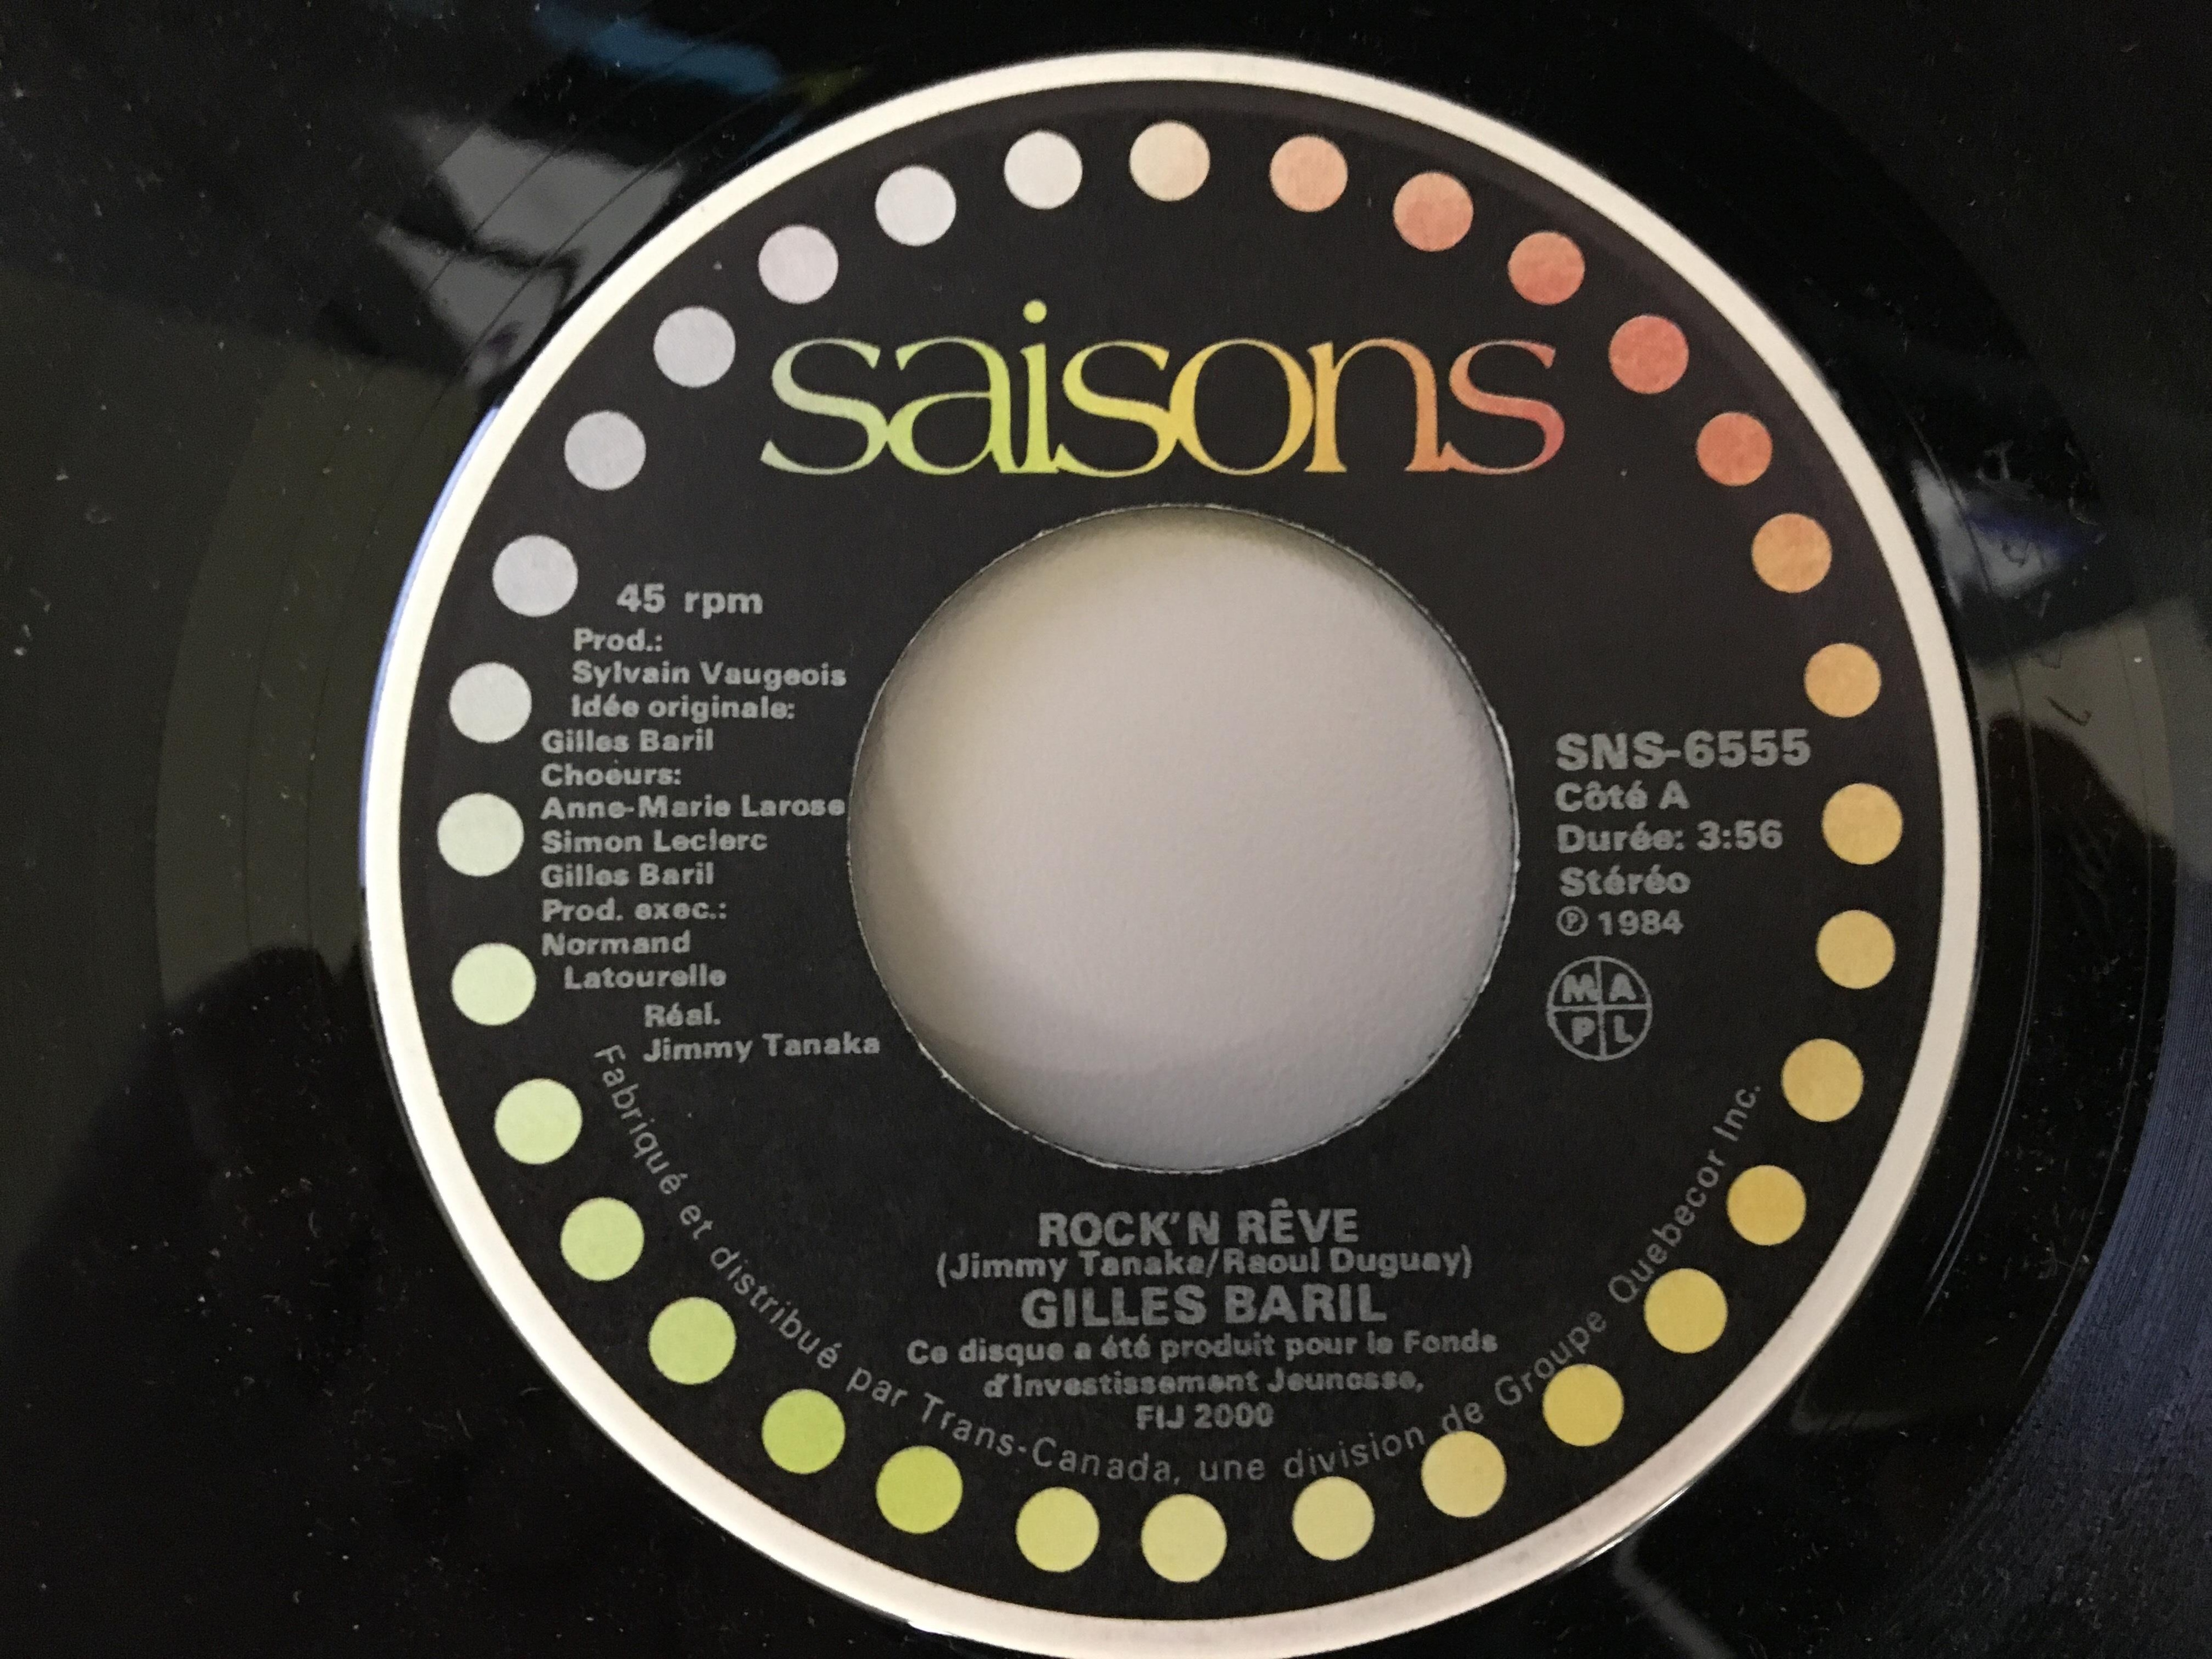 saisons
45 rpm
Prod.:
Sylvain Vaugeois
Idée originale:
Gilles Baril
Choeurs:
Anne-Marie Larose
Simon Leclerc
Gilles Baril
Prod. exec.:
Normand
Latourelle
Réal.
Jimmy Tanaka
SNS-6555
Côté A
Durée: 3:56
Stéréo
℗ 1984
M A
P L
ROCK'N RÊVE
(Jimmy Tanaka/Raoul Duguay)
GILLES BARIL
Ce disque a été produit pour le Fonds
d'Investissement Jeunesse,
FIJ 2000
Fabriqué et distribué par Trans-Canada, une division de Groupe Quebecor Inc.